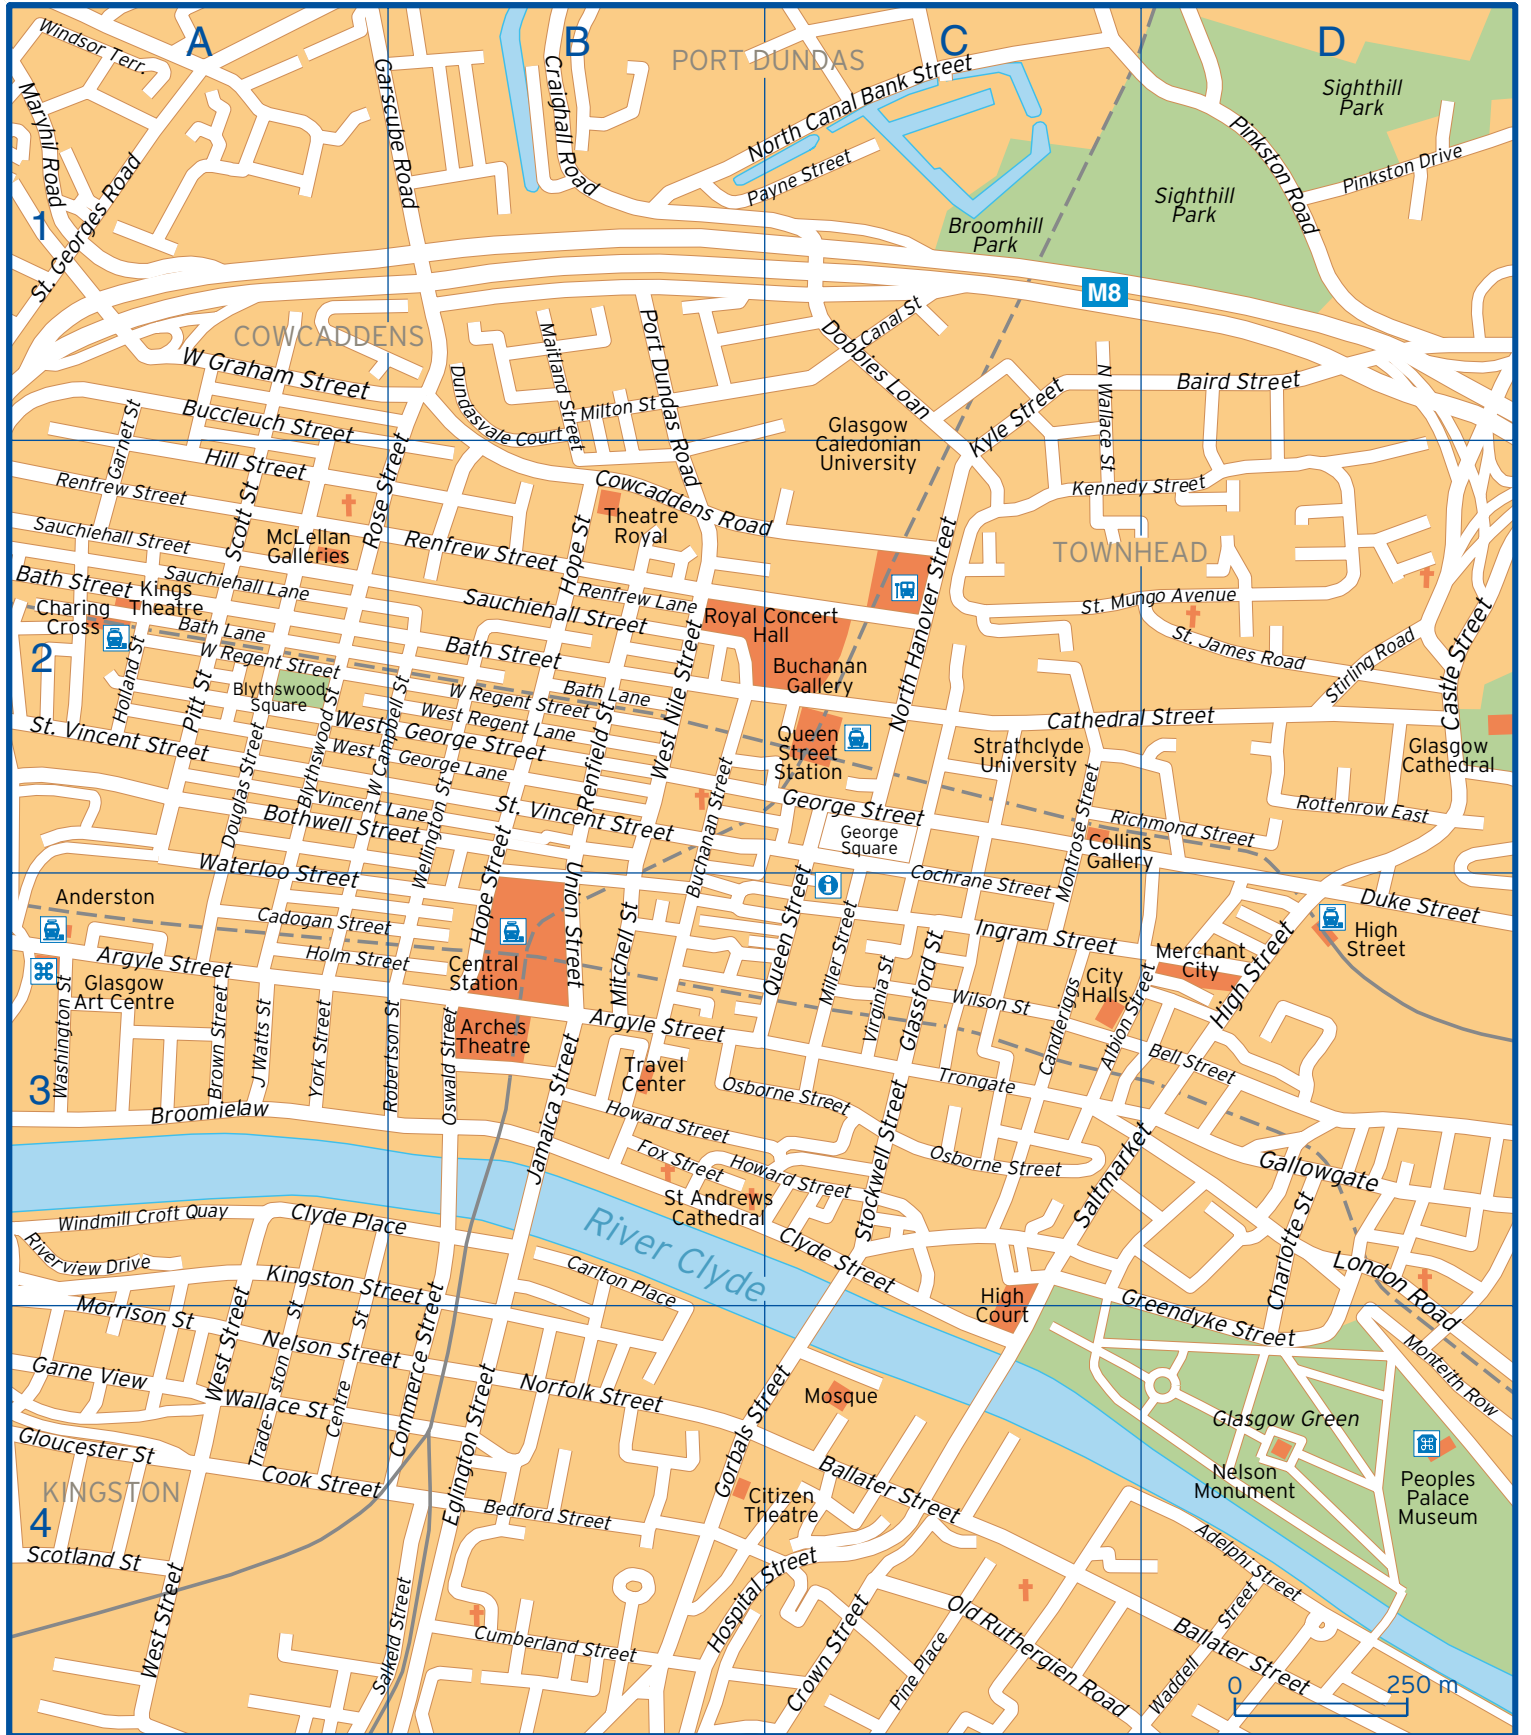 A
B
C
D
Windsor Terr.
Maryhil Road
St. Georges Road
Garscube Road
Craighall Road
PORT DUNDAS
North Canal Bank Street
Payne Street
Sighthill
Park
Pinkston Road
Pinkston Drive
Sighthill
Park
Broomhill
Park
1
M8
COWCADDENS
W Graham Street
Buccleuch Street
Garnet St
Hill Street
Renfrew Street
Sauchiehall Street
Dundasvale Court
Maitland Street
Milton St
Port Dundas Road
Dobbies Loan
Canal St
Kyle Street
N Wallace St
Baird Street
Glasgow
Caledonian
University
Kennedy Street
Cowcaddens Road
Theatre
Royal
Scott St
Rose Street
McLellan
Galleries
Renfrew Street
Hope St
Renfrew Lane
Sauchiehall Street
Sauchiehall Lane
Bath Street
Kings
Theatre
Charing
Cross
Bath Lane
W Regent Street
Bath Street
Royal Concert
Hall
Buchanan
Gallery
North Hanover Street
TOWNHEAD
St. Mungo Avenue
St. James Road
Stirling Road
Castle Street
2
Holland St
Pitt St
Blythswood
Square
Blythswood St
Douglas Street
W Campbell St
W Regent Street
Bath Lane
West Regent Lane
West George Street
West George Lane
St. Vincent Street
Vincent Lane
Bothwell Street
Wellington St
Renfield St
West Nile Street
St. Vincent Street
Buchanan Street
Queen
Street
Station
Cathedral Street
Strathclyde
University
Glasgow
Cathedral
George Street
George
Square
Montrose Street
Collins
Gallery
Richmond Street
Rottenrow East
Waterloo Street
Anderston
Cadogan Street
Holm Street
Argyle Street
Glasgow
Art Centre
Washington St
Brown Street
J Watts St
York Street
Robertson St
Oswald Street
Hope Street
Central
Station
Union Street
Arches
Theatre
Mitchell St
Argyle Street
Travel
Center
Jamaica Street
Queen Street
Miller Street
Virginia St
Glassford St
Cochrane Street
Ingram Street
Wilson St
Candleriggs
City
Halls
Albion Street
Merchant
City
High Street
High
Street
Duke Street
Bell Street
Trongate
Osborne Street
Howard Street
Fox Street
Howard Street
St Andrews
Cathedral
Stockwell Street
Osborne Street
Saltmarket
Gallowgate
Charlotte St
London Road
3
Broomielaw
River Clyde
Clyde Street
Windmill Croft Quay
Clyde Place
Riverview Drive
Kingston Street
Carlton Place
High
Court
Greendyke Street
Monteith Row
Morrison St
Nelson Street
Garne View
West Street
Wallace St
Trade-
ston St
Centre St
Commerce Street
Gloucester St
Cook Street
KINGSTON
4
Scotland St
West Street
Eglington Street
Norfolk Street
Bedford Street
Gorbals Street
Mosque
Citizen
Theatre
Ballater Street
Glasgow Green
Nelson
Monument
Peoples
Palace
Museum
Adelphi Street
Hospital Street
Salkeld Street
Cumberland Street
Crown Street
Pine Place
Old Ruthergien Road
Waddell Street
Ballater Street
0
250 m